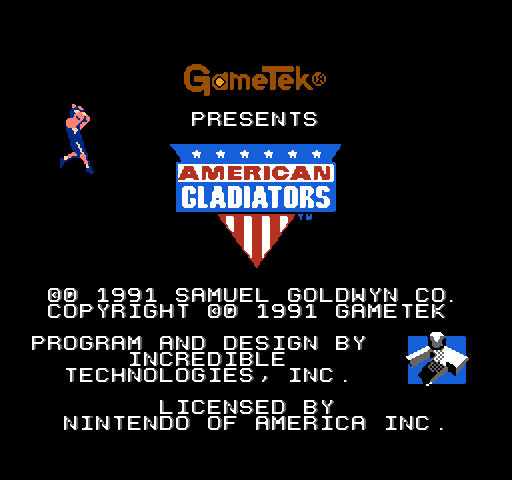 GameTek®
PRESENTS
AMERICAN
GLADIATORS
TM
©© 1991 SAMUEL GOLDWYN CO.
COPYRIGHT ©© 1991 GAMETEK
PROGRAM AND DESIGN BY
INCREDIBLE
TECHNOLOGIES, INC.
LICENSED BY
NINTENDO OF AMERICA INC.